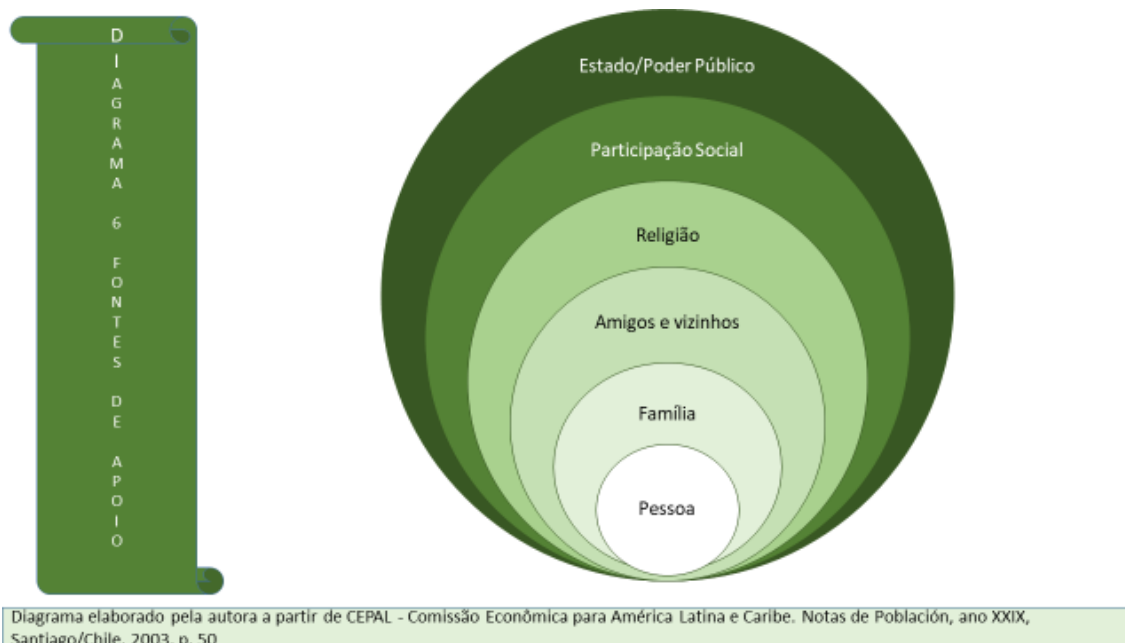 DIAGRAMA 6 FONTES DE APOIO
Estado/Poder Público
Participação Social
Religião
Amigos e vizinhos
Família
Pessoa
Diagrama elaborado pela autora a partir de CEPAL - Comissão Econômica para América Latina e Caribe. Notas de Población, ano XXIX,
Santiago/Chile, 2003, p. 50